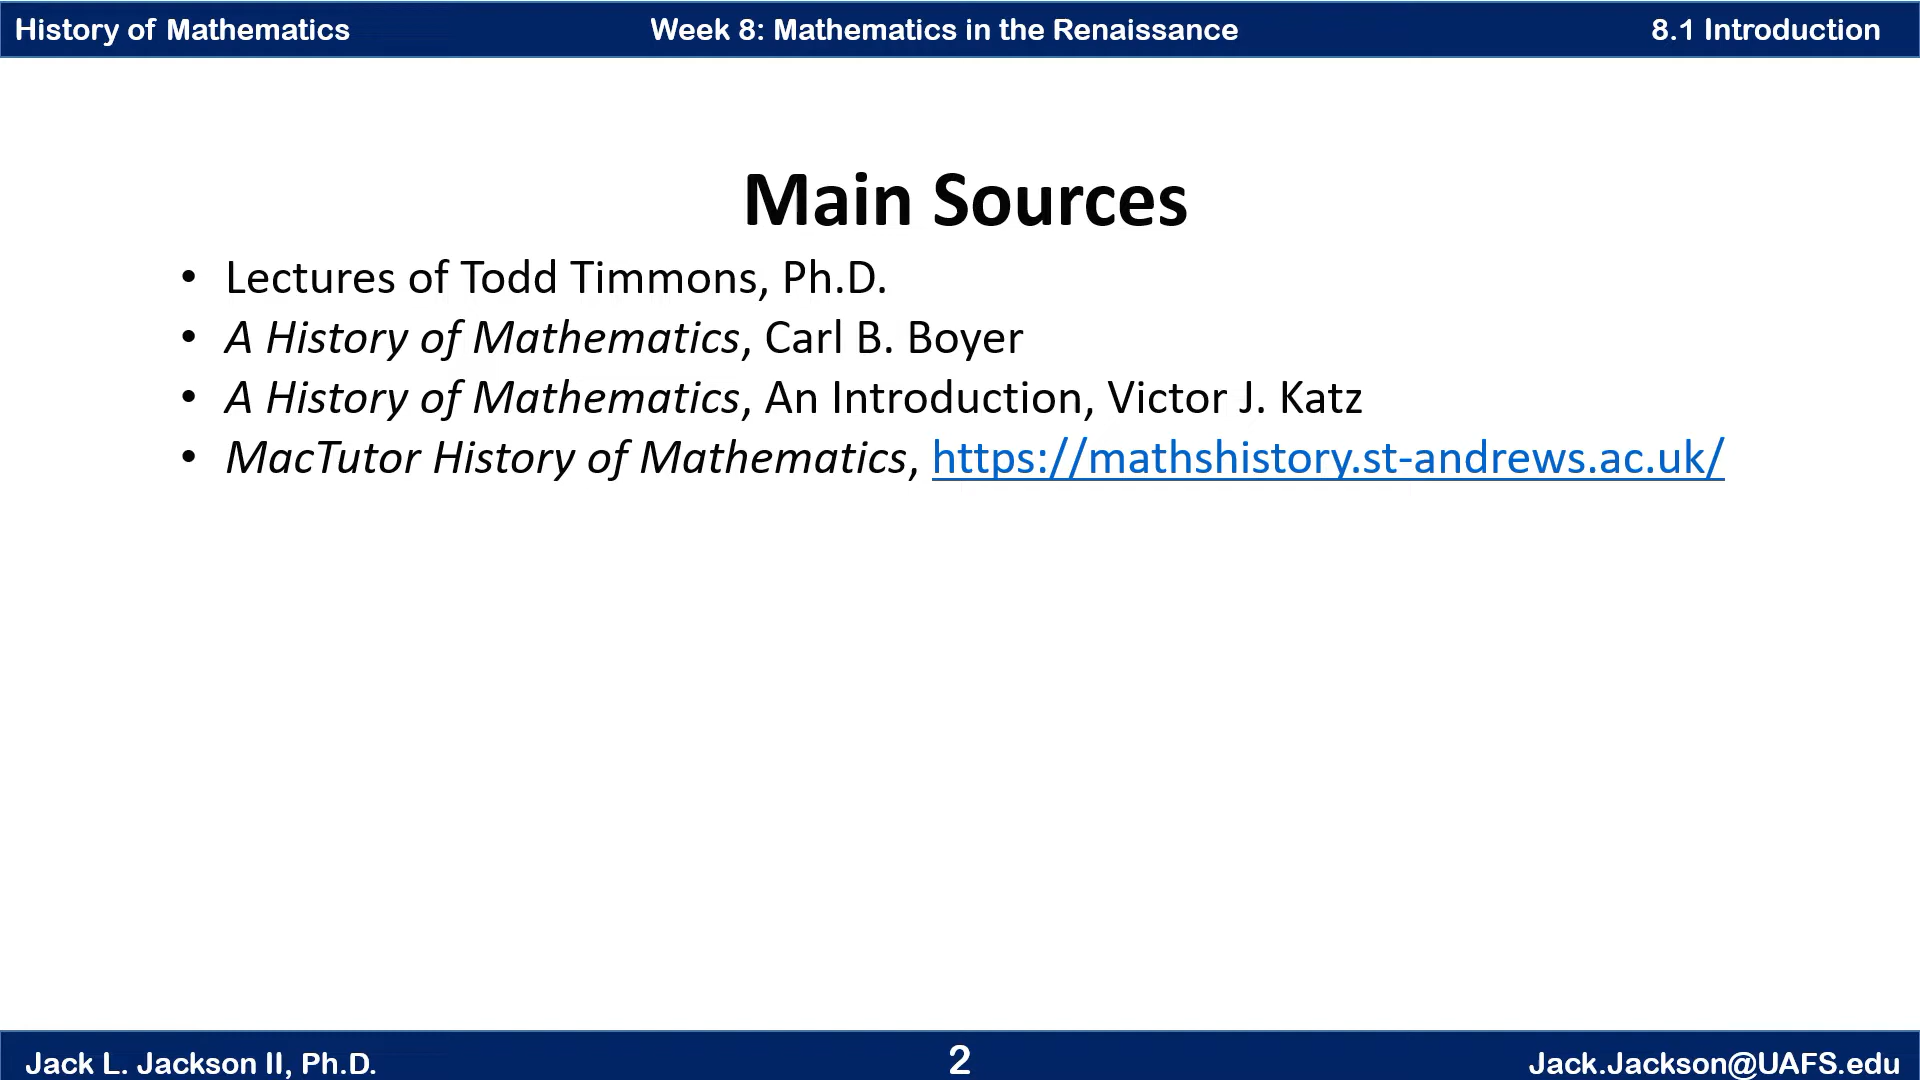 History of Mathematics Week 8: Mathematics in the Renaissance 8.1 Introduction
Main Sources
• Lectures of Todd Timmons, Ph.D.
• A History of Mathematics, Carl B. Boyer
• A History of Mathematics, An Introduction, Victor J. Katz
• MacTutor History of Mathematics, https://mathshistory.st-andrews.ac.uk/
Jack L. Jackson II, Ph.D. 2 Jack.Jackson@UAFS.edu